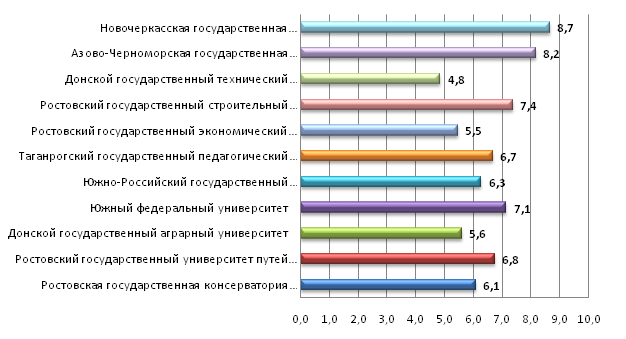 Новочеркасская государственная... 8,7
Азово-Черноморская государственная... 8,2
Донской государственный технический... 4,8
Ростовский государственный строительный... 7,4
Ростовский государственный экономический... 5,5
Таганрогский государственный педагогический... 6,7
Южно-Российский государственный... 6,3
Южный федеральный университет 7,1
Донской государственный аграрный университет 5,6
Ростовский государственный университет путей... 6,8
Ростовская государственная консерватория... 6,1
0,0 1,0 2,0 3,0 4,0 5,0 6,0 7,0 8,0 9,0 10,0